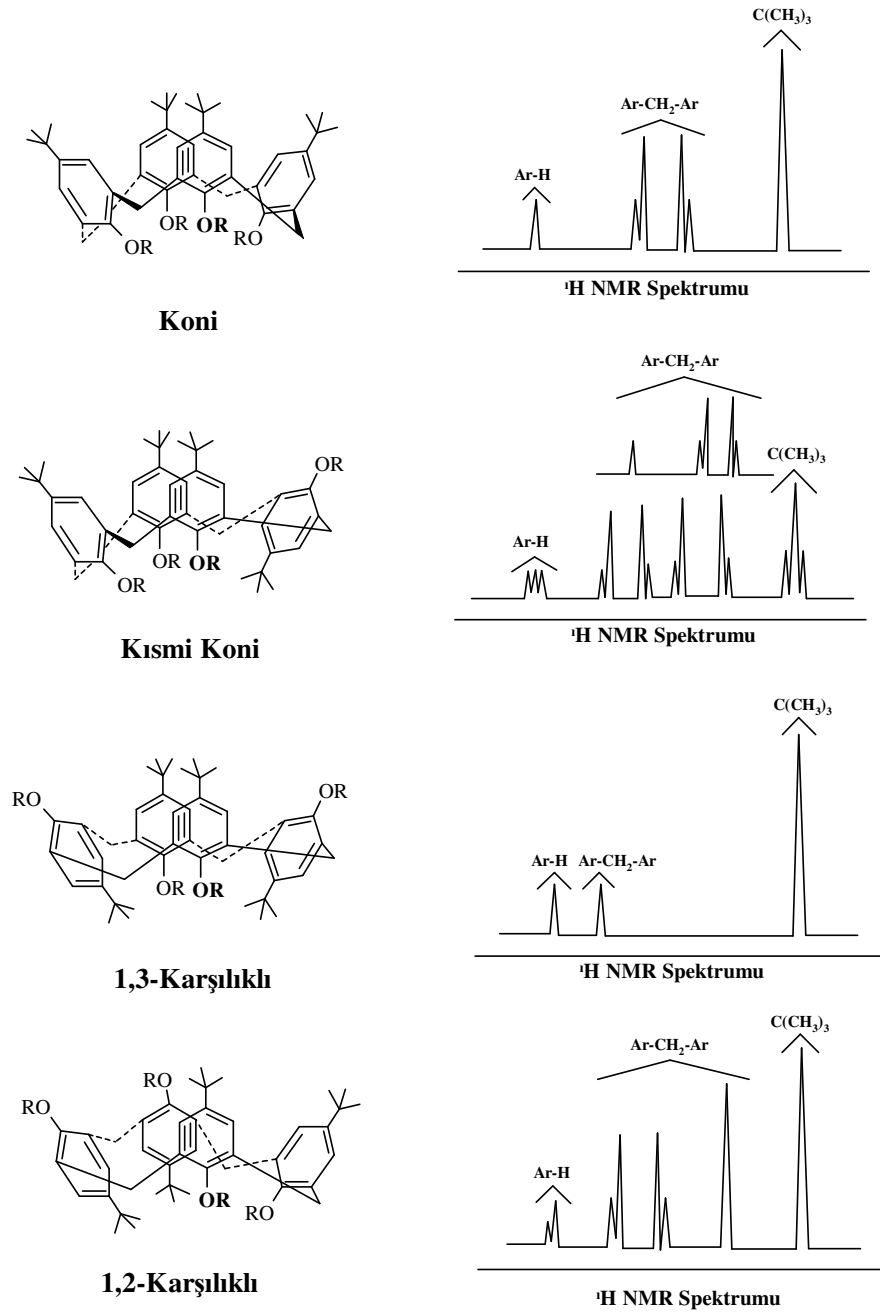 C(CH₃)₃
Ar-CH₂-Ar
Ar-H
OR
OR
RO
¹H NMR Spektrumu
Koni
Ar-CH₂-Ar
OR
C(CH₃)₃
Ar-H
OR
OR
OR
¹H NMR Spektrumu
Kısmi Koni
C(CH₃)₃
RO
OR
Ar-H
Ar-CH₂-Ar
OR
OR
¹H NMR Spektrumu
1,3-Karşılıklı
C(CH₃)₃
Ar-CH₂-Ar
RO
RO
Ar-H
OR
RO
1,2-Karşılıklı
¹H NMR Spektrumu